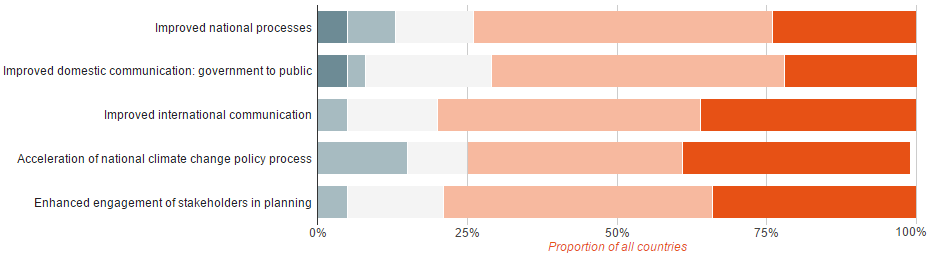 Improved national processes
Improved domestic communication: government to public
Improved international communication
Acceleration of national climate change policy process
Enhanced engagement of stakeholders in planning
0% 25% 50% 75% 100%
Proportion of all countries